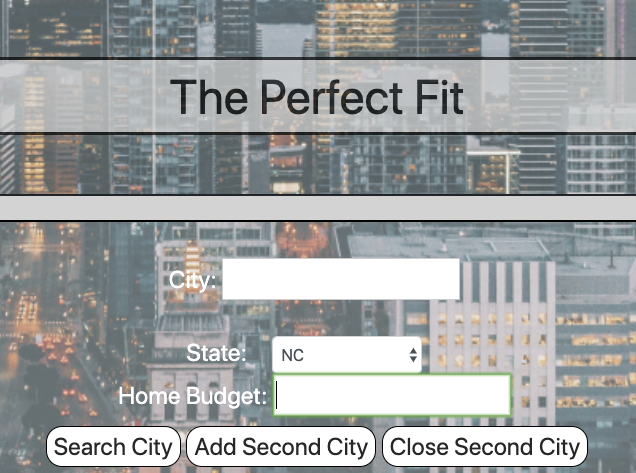 The Perfect Fit
City:
State: NC
Home Budget:
Search City Add Second City Close Second City